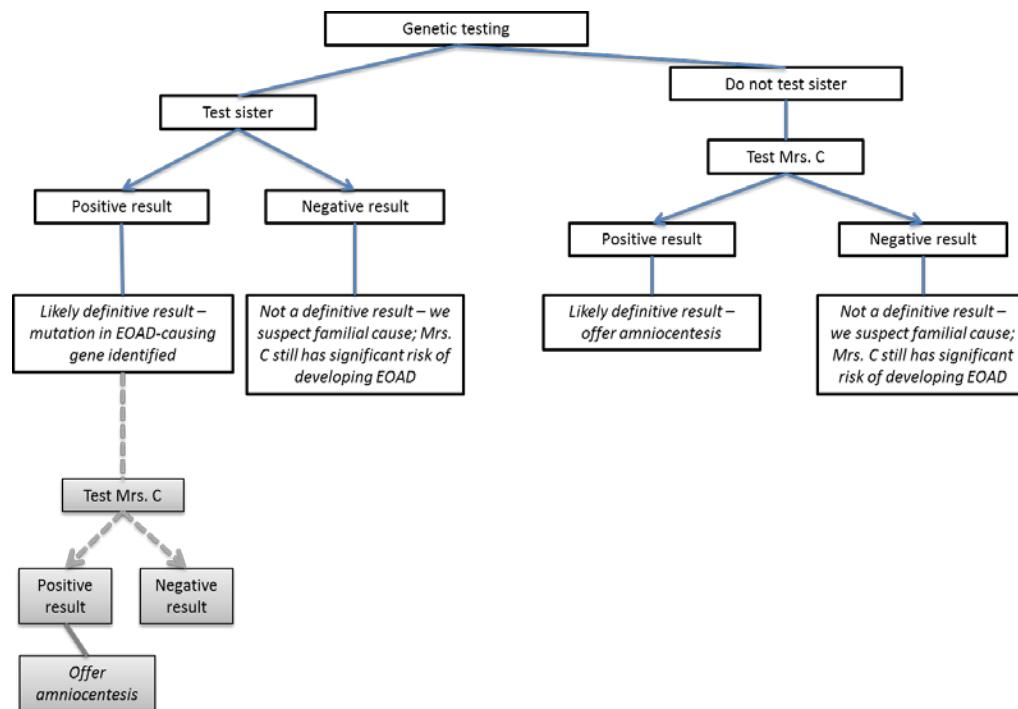 Genetic testing
Test sister
Do not test sister
Test Mrs. C
Positive result
Negative result
Positive result
Negative result
Likely definitive result –
mutation in EOAD-causing
gene identified
Not a definitive result – we
suspect familial cause; Mrs.
C still has significant risk
of developing EOAD
Likely definitive result –
offer amniocentesis
Not a definitive result –
we suspect familial cause;
Mrs. C still has significant
risk of developing EOAD
Test Mrs. C
Positive
result
Negative
result
Offer
amniocentesis